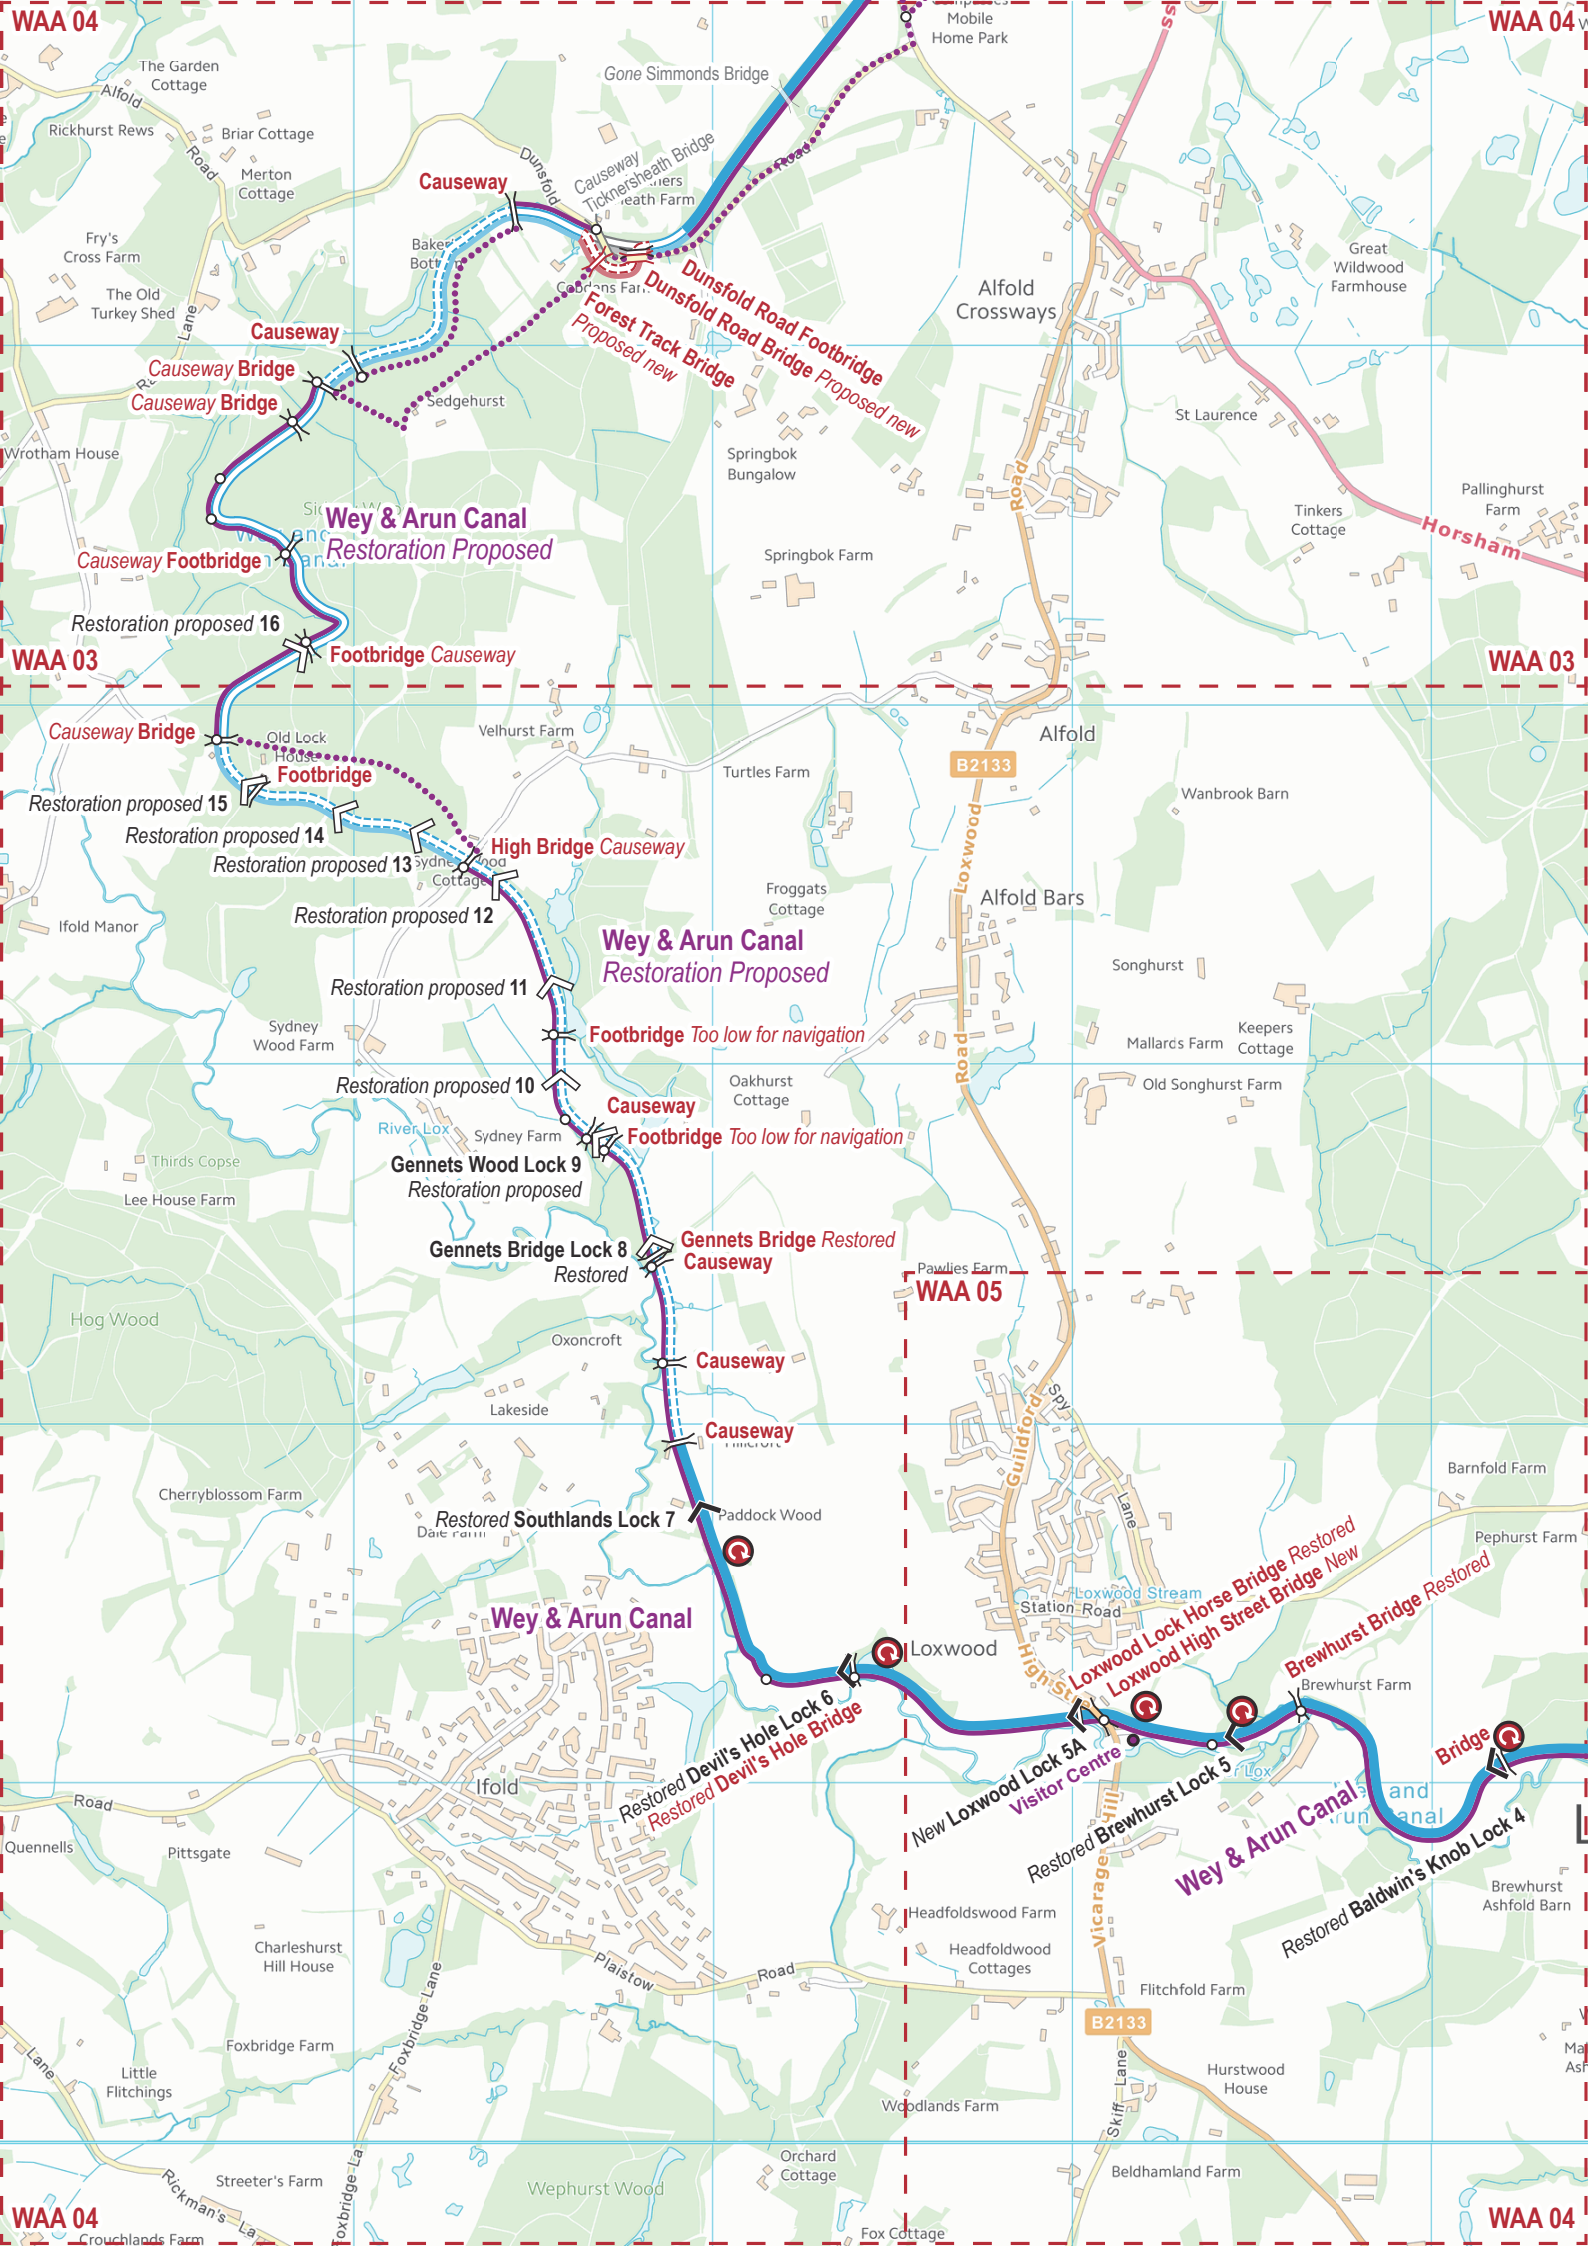 WAA 04
WAA 04
Mobile
Home Park
The Garden
Cottage
Gone Simmonds Bridge
Alfold
Road
Rickhurst Rews
Briar Cottage
Merton
Cottage
Dunsfold
Causeway
Ticknersheath Bridge
Causeway
Road
Fry's
Cross Farm
The Old
Turkey Shed
Lane
Dunsfold Road Footbridge
Dunsfold Road Bridge Proposed new
Forest Track Bridge
Proposed new
Alfold
Crossways
Great
Wildwood
Farmhouse
Causeway
Causeway Bridge
Causeway Bridge
Sedgehurst
St Laurence
Wrotham House
Springbok
Bungalow
Road
Tinkers
Cottage
Pallinghurst
Farm
Horsham
Wey & Arun Canal
Restoration Proposed
Springbok Farm
Causeway Footbridge
Restoration proposed 16
Footbridge Causeway
WAA 03
WAA 03
Causeway Bridge
Old Lock
House
Velhurst Farm
Alfold
B2133
Turtles Farm
Footbridge
Restoration proposed 15
Restoration proposed 14
Restoration proposed 13
Wanbrook Barn
High Bridge Causeway
Cottage
Restoration proposed 12
Froggats
Cottage
Loxwood
Road
Alfold Bars
Ifold Manor
Wey & Arun Canal
Restoration Proposed
Songhurst
Restoration proposed 11
Sydney
Wood Farm
Footbridge Too low for navigation
Keepers
Cottage
Mallards Farm
Restoration proposed 10
Oakhurst
Cottage
Old Songhurst Farm
Causeway
River Lox
Sydney Farm
Footbridge Too low for navigation
Thirds Copse
Gennets Wood Lock 9
Restoration proposed
Lee House Farm
Gennets Bridge Lock 8
Restored
Gennets Bridge Restored
Causeway
Pawlies Farm
WAA 05
Hog Wood
Oxoncroft
Causeway
Lakeside
Spy
Lane
Guildford
Causeway
Barnfold Farm
Cherryblossom Farm
Restored Southlands Lock 7
Paddock Wood
Dale Farm
Pephurst Farm
Loxwood Stream
Station Road
Loxwood Lock Horse Bridge Restored
Loxwood High Street Bridge New
Brewhurst Bridge Restored
Wey & Arun Canal
Loxwood
Brewhurst Farm
Restored Devil's Hole Lock 6
Restored Devil's Hole Bridge
New Loxwood Lock 5A
Visitor Centre
Restored Brewhurst Lock 5
Bridge
Ifold
Wey & Arun Canal
Restored Baldwin's Knob Lock 4
Road
Quennells
Pittsgate
Vicarage Hill
Brewhurst
Ashfold Barn
Headfoldswood Farm
Charleshurst
Hill House
Headfoldwood
Cottages
Plaistow
Road
Flitchfold Farm
B2133
Foxbridge Lane
Foxbridge Farm
Lane
Little
Flitchings
Skiff Lane
Hurstwood
House
Woodlands Farm
Orchard
Cottage
Streeter's Farm
Rickman's La
Foxbridge La
Wephurst Wood
Beldhamland Farm
WAA 04
WAA 04
Crouchlands Farm
Fox Cottage